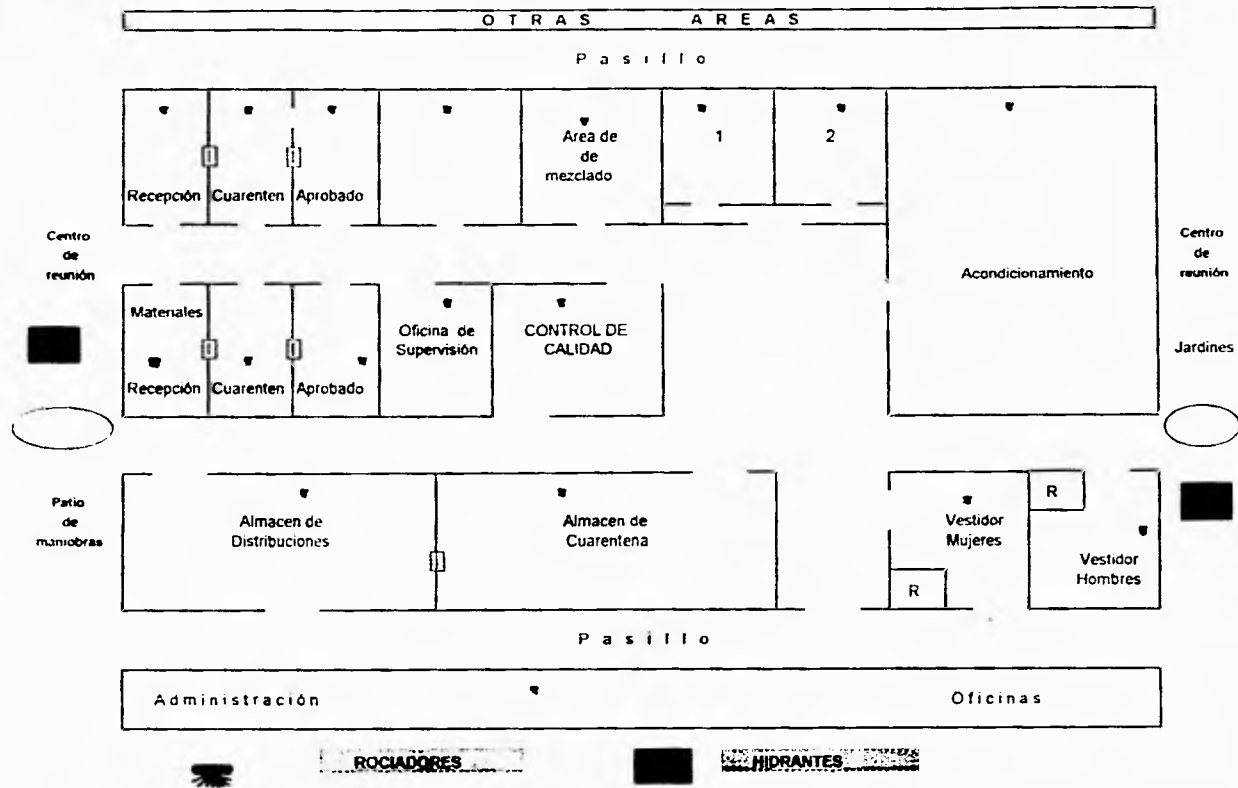 OTRAS AREAS
Pasillo
Area de
de
mezclado
1
2
Recepción
Cuarenten
Aprobado
Centro
de
reunión
Acondicionamiento
Centro
de
reunión
Materiales
Oficina de
Supervisión
CONTROL DE
CALIDAD
Jardines
Recepción
Cuarenten
Aprobado
Patio
de
maniobras
Almacen de
Distribuciones
Almacen de
Cuarentena
Vestidor
Mujeres
R
R
Vestidor
Hombres
Pasillo
Administración
Oficinas
ROCIADORES
HIDRANTES